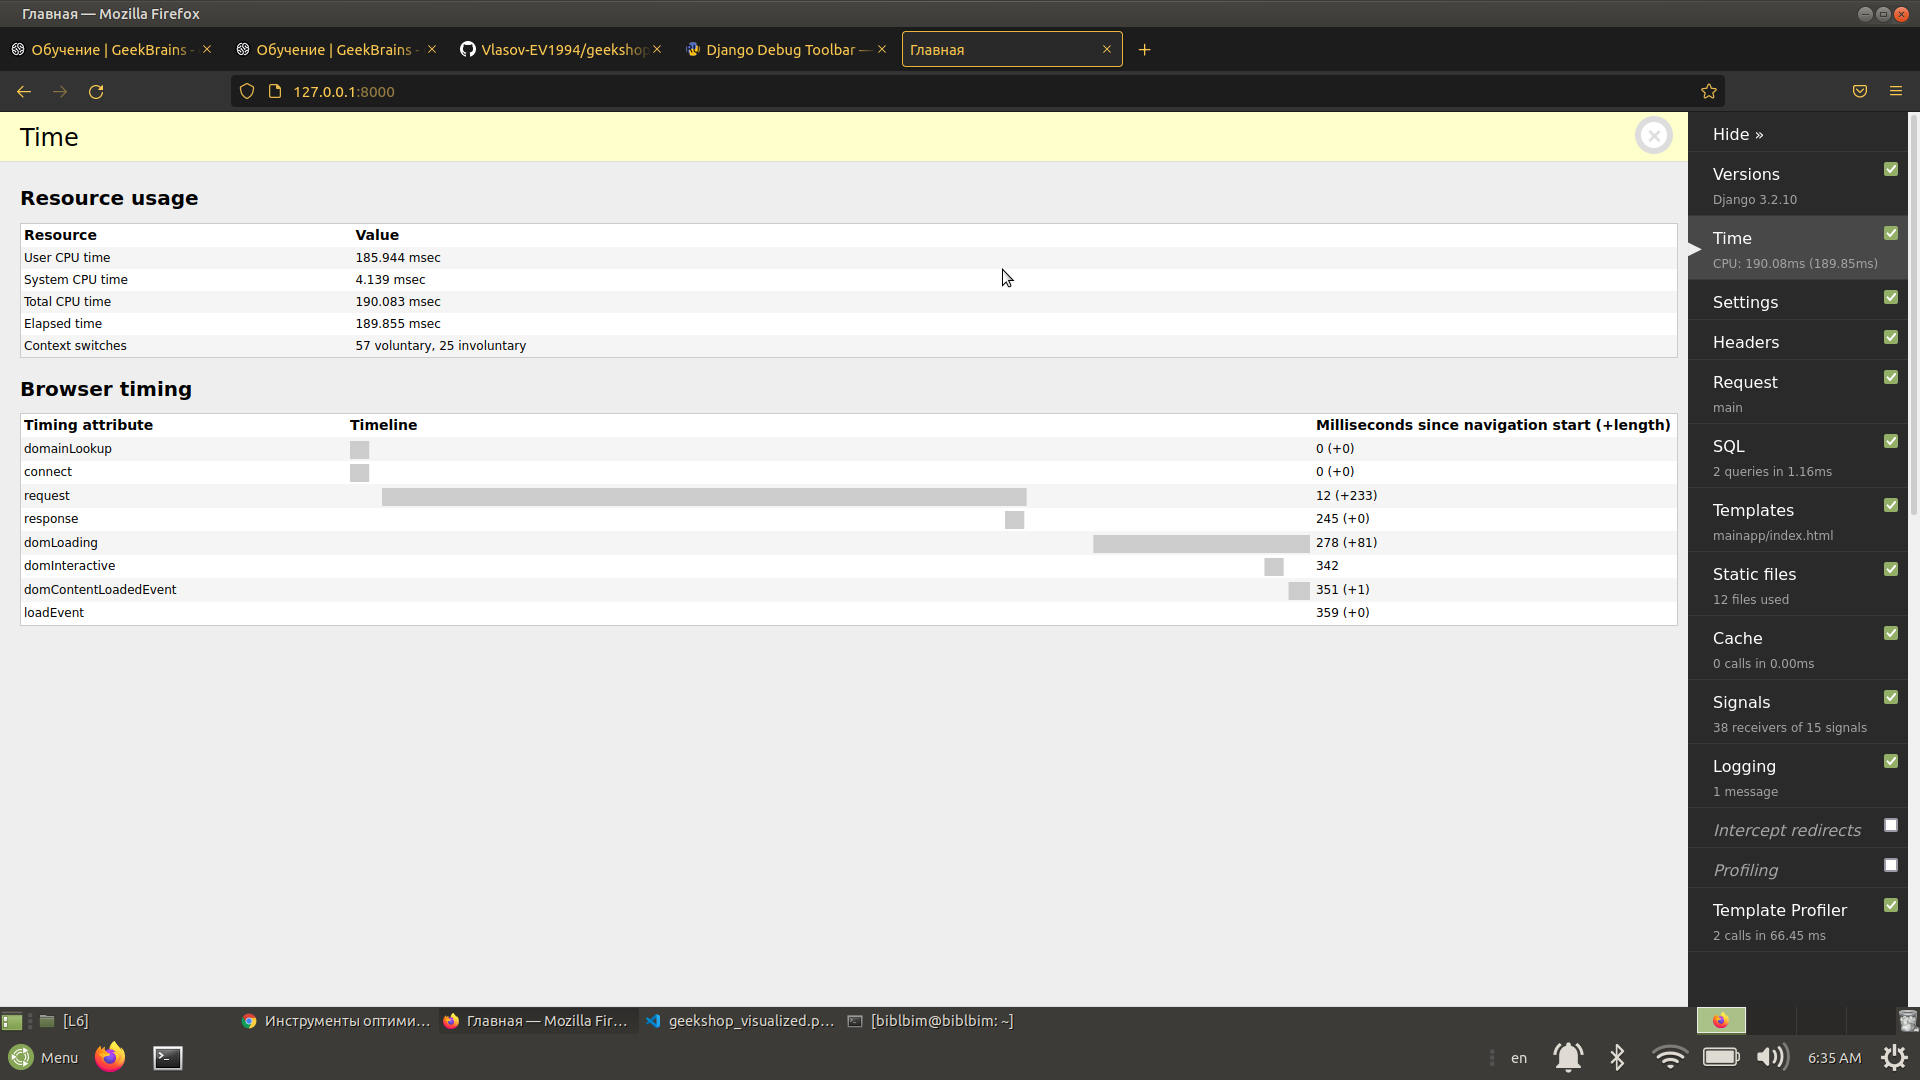 Главная — Mozilla Firefox
Обучение | GeekBrains -
Обучение | GeekBrains -
Vlasov-EV1994/geekshop
Django Debug Toolbar —
Главная
127.0.0.1:8000
Time
Resource usage
Resource Value
User CPU time 185.944 msec
System CPU time 4.139 msec
Total CPU time 190.083 msec
Elapsed time 189.855 msec
Context switches 57 voluntary, 25 involuntary
Browser timing
Timing attribute Timeline Milliseconds since navigation start (+length)
domainLookup 0 (+0)
connect 0 (+0)
request 12 (+233)
response 245 (+0)
domLoading 278 (+81)
domInteractive 342
domContentLoadedEvent 351 (+1)
loadEvent 359 (+0)
Hide »
Versions
Django 3.2.10
Time
CPU: 190.08ms (189.85ms)
Settings
Headers
Request
main
SQL
2 queries in 1.16ms
Templates
mainapp/index.html
Static files
12 files used
Cache
0 calls in 0.00ms
Signals
38 receivers of 15 signals
Logging
1 message
Intercept redirects
Profiling
Template Profiler
2 calls in 66.45 ms
[L6]
Инструменты оптими...
Главная — Mozilla Fir...
geekshop_visualized.p...
[biblbim@biblbim: ~]
Menu
en
6:35 AM